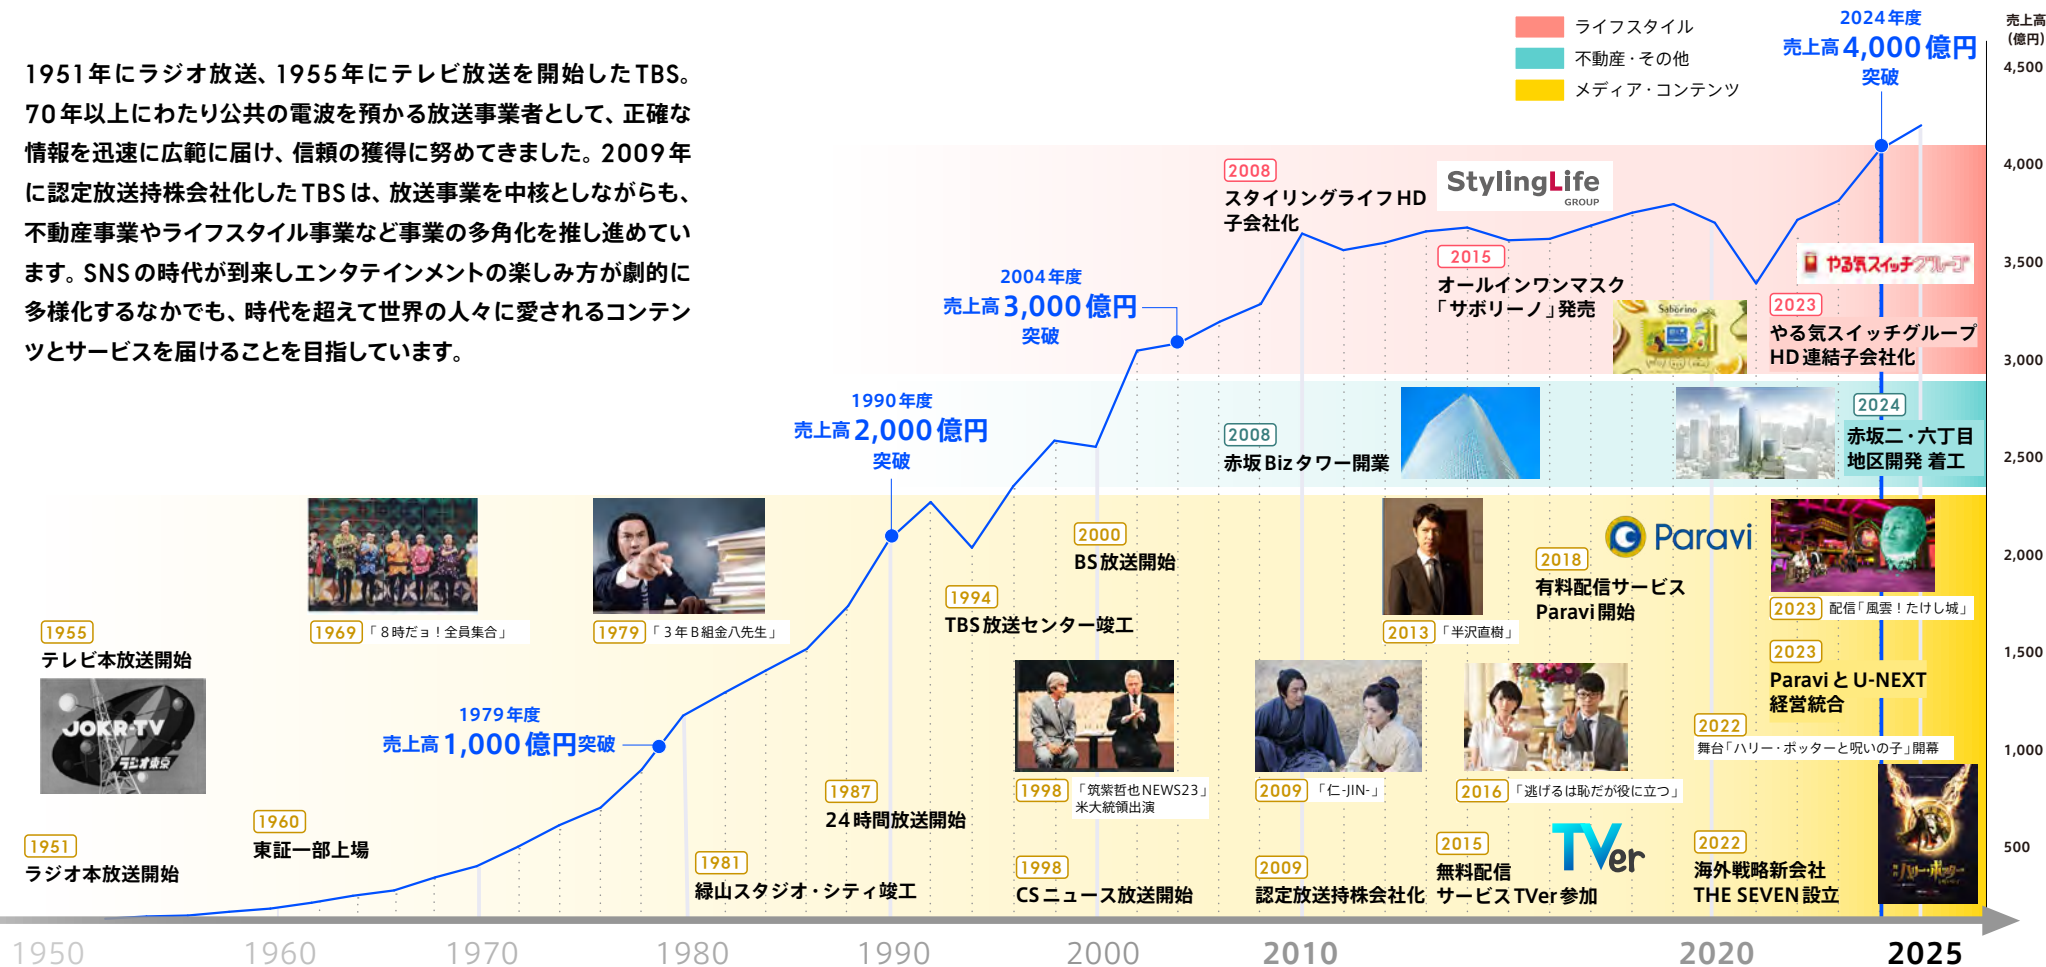 1951年にラジオ放送、1955年にテレビ放送を開始したTBS。
70年以上にわたり公共の電波を預かる放送事業者として、正確な
情報を迅速に広範に届け、信頼の獲得に努めてきました。2009年
に認定放送持株会社化したTBSは、放送事業を中核としながらも、
不動産事業やライフスタイル事業など事業の多角化を推し進めてい
ます。SNSの時代が到来しエンタテインメントの楽しみ方が劇的に
多様化するなかでも、時代を超えて世界の人々に愛されるコンテン
ツとサービスを届けることを目指しています。
ライフスタイル
不動産・その他
メディア・コンテンツ
2024年度
売上高4,000億円
突破
売上高
(億円)
4,500
4,000
3,500
3,000
2,500
2,000
1,500
1,000
500
2008
スタイリングライフHD
子会社化
StylingLife
GROUP
2015
オールインワンマスク
「サボリーノ」発売
Saborino
やる気スイッチグループ
2023
やる気スイッチグループ
HD連結子会社化
2004年度
売上高3,000億円
突破
1990年度
売上高2,000億円
突破
2008
赤坂Bizタワー開業
2024
赤坂二・六丁目
地区開発 着工
1955
テレビ本放送開始
JOKR-TV
ラジオ東京
1951
ラジオ本放送開始
1960
東証一部上場
1969
「8時だョ!全員集合」
1979
「3年B組金八先生」
1979年度
売上高1,000億円突破
1981
緑山スタジオ・シティ竣工
1987
24時間放送開始
1994
TBS放送センター竣工
2000
BS放送開始
1998
「筑紫哲也NEWS23」
米大統領出演
1998
CSニュース放送開始
2009
「仁-JIN-」
2009
認定放送持株会社化
2013
「半沢直樹」
2018
有料配信サービス
Paravi開始
Paravi
2016
「逃げるは恥だが役に立つ」
2015
無料配信
サービスTVer参加
TVer
2023
配信「風雲!たけし城」
2023
ParaviとU-NEXT
経営統合
2022
舞台「ハリー・ポッターと呪いの子」開幕
2022
海外戦略新会社
THE SEVEN設立
ハリー・ポッター
1950
1960
1970
1980
1990
2000
2010
2020
2025